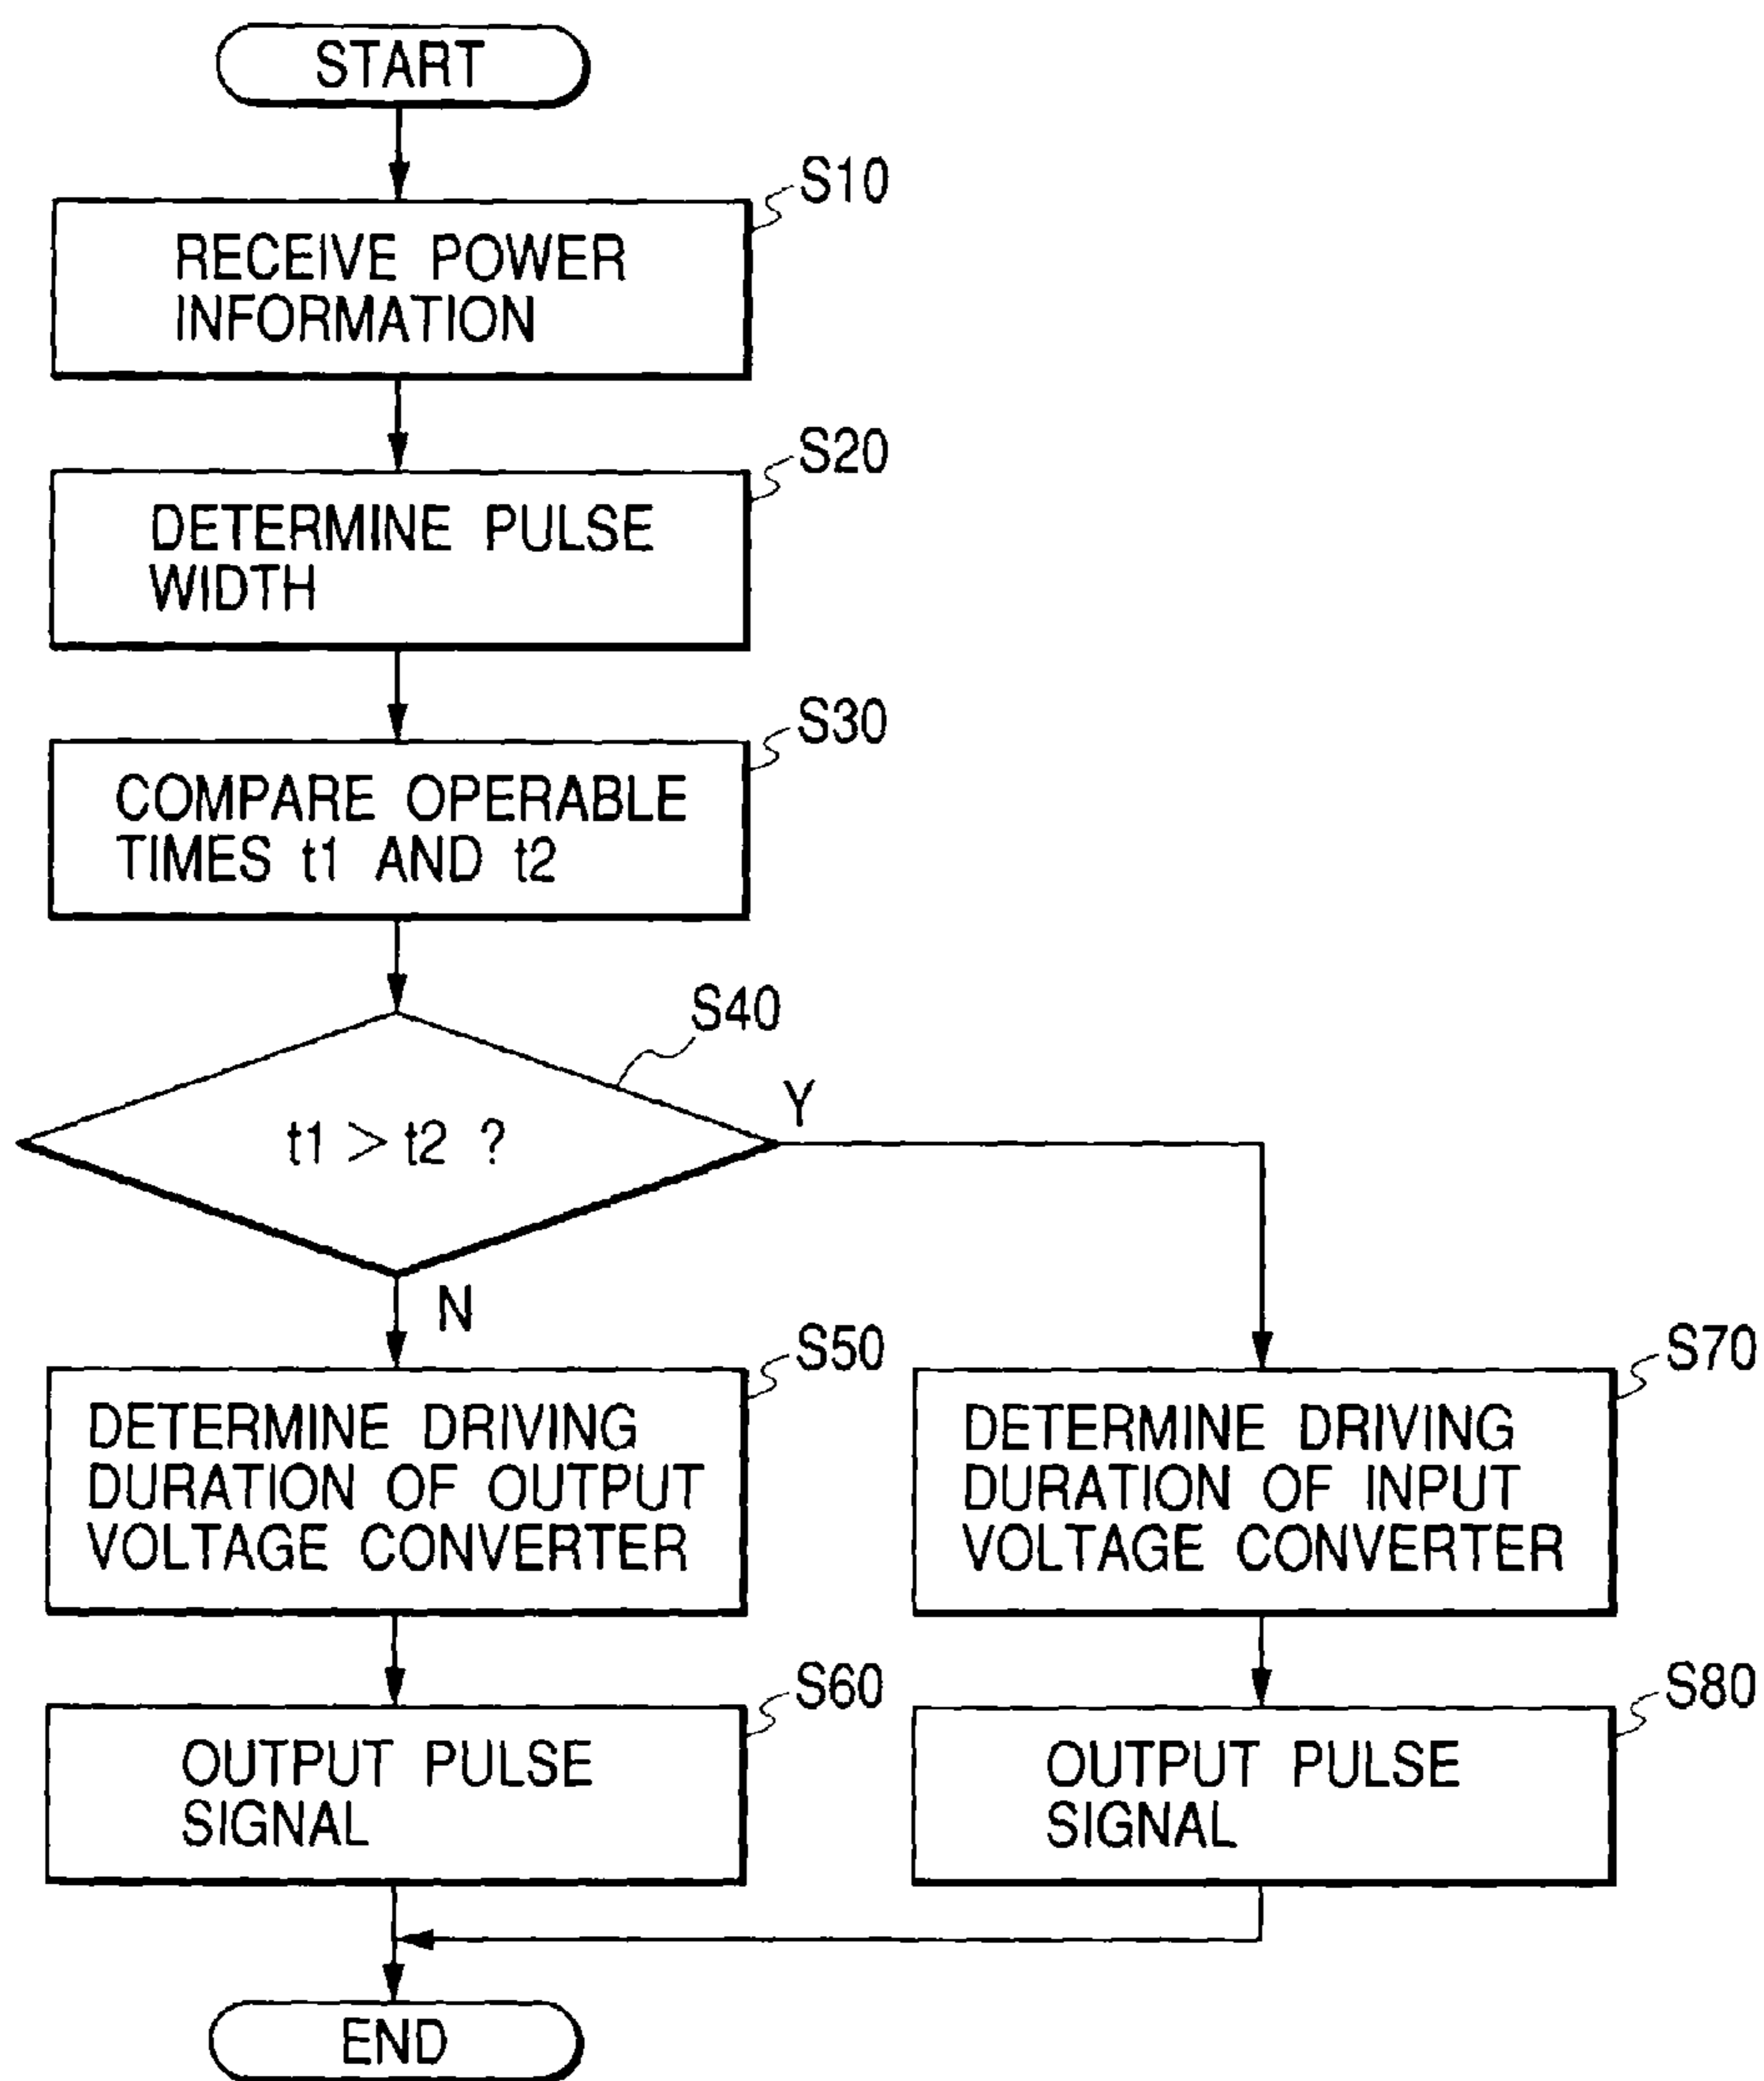 START
S10
RECEIVE POWER
INFORMATION
S20
DETERMINE PULSE
WIDTH
S30
COMPARE OPERABLE
TIMES t1 AND t2
S40
t1 > t2 ?
Y
N
S50
DETERMINE DRIVING
DURATION OF OUTPUT
VOLTAGE CONVERTER
S70
DETERMINE DRIVING
DURATION OF INPUT
VOLTAGE CONVERTER
S60
OUTPUT PULSE
SIGNAL
S80
OUTPUT PULSE
SIGNAL
END